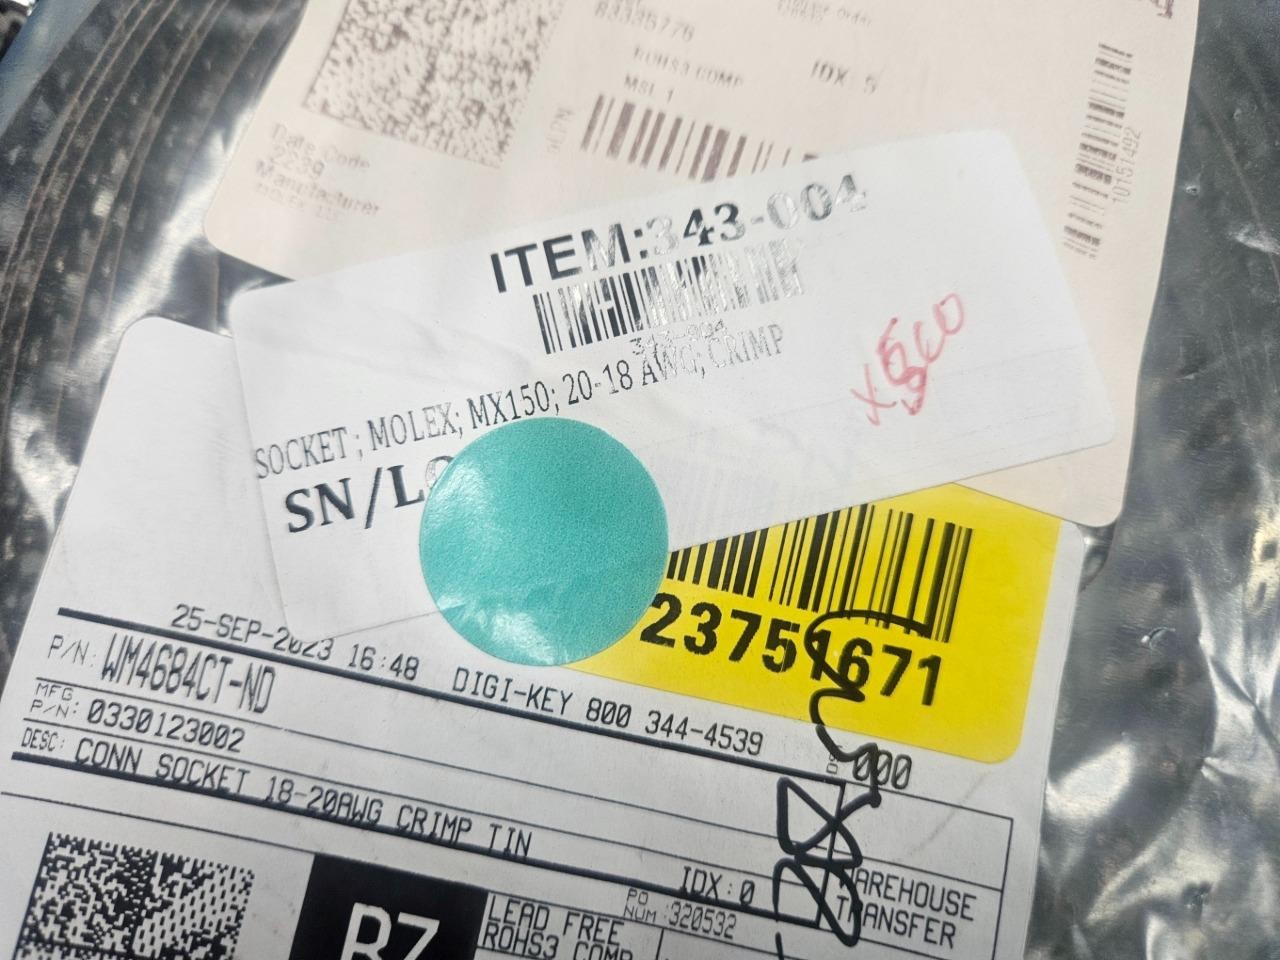 83335776
ROHS3 COMP
IDX: 5
MSL 1
Date Code
2239
Manufacturer
10151492
ITEM:343-004
343-004
SOCKET ; MOLEX; MX150; 20-18 AWG; CRIMP
SN/LO
23751671
25-SEP-2023 16:48 DIGI-KEY 800 344-4539
000
P/N: WM4684CT-ND
MFG P/N: 0330123002
DESC: CONN SOCKET 18-20AWG CRIMP TIN
IDX: 0
WAREHOUSE
TRANSFER
PO NUM :320532
LEAD FREE
ROHS3 COMP